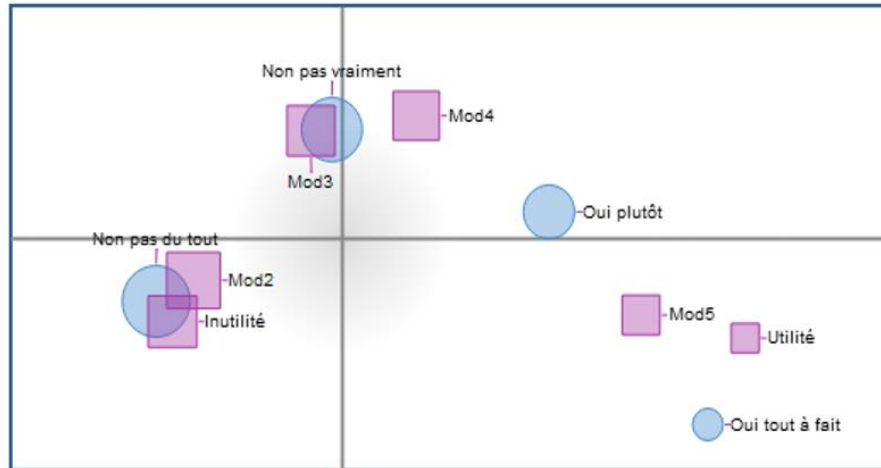 Non pas vraiment
Mod4
Mod3
Oui plutôt
Non pas du tout
Mod2
Mod5
Inutilité
Utilité
Oui tout à fait